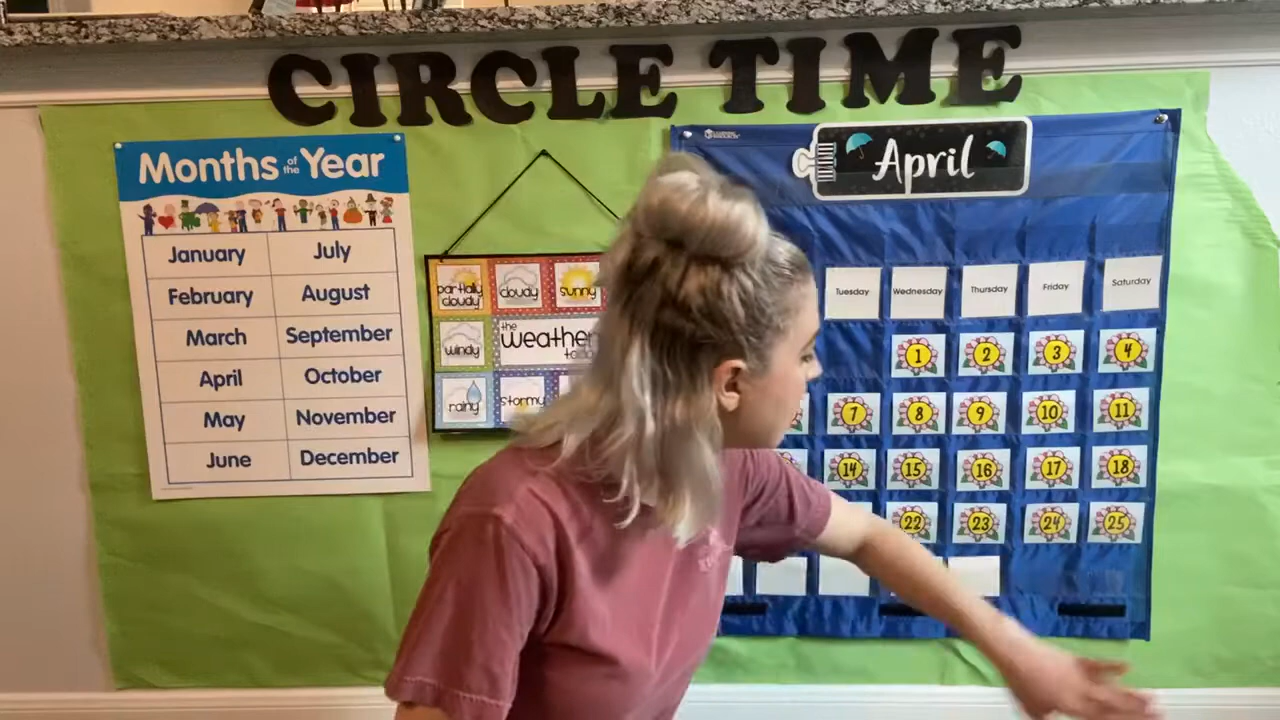 CIRCLE TIME
Months of the Year
January July
February August
March September
April October
May November
June December
partially cloudy
cloudy
sunny
windy
the
weather
rainy
stormy
April
Tuesday Wednesday Thursday Friday Saturday
1 2 3 4
7 8 9 10 11
14 15 16 17 18
22 23 24 25